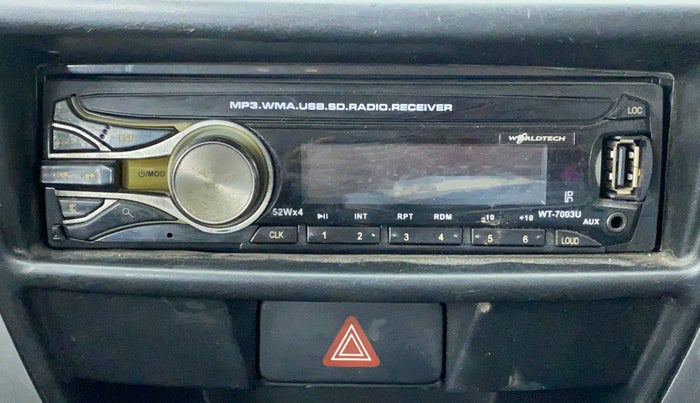 MP3.WMA.USB.SD.RADIO.RECEIVER
LOC
WORLDTECH
⏻/MOD
52Wx4
INT
RPT
RDM
-10
+10
WT-7003U
AUX
CLK
1
2
3
4
5
6
LOUD